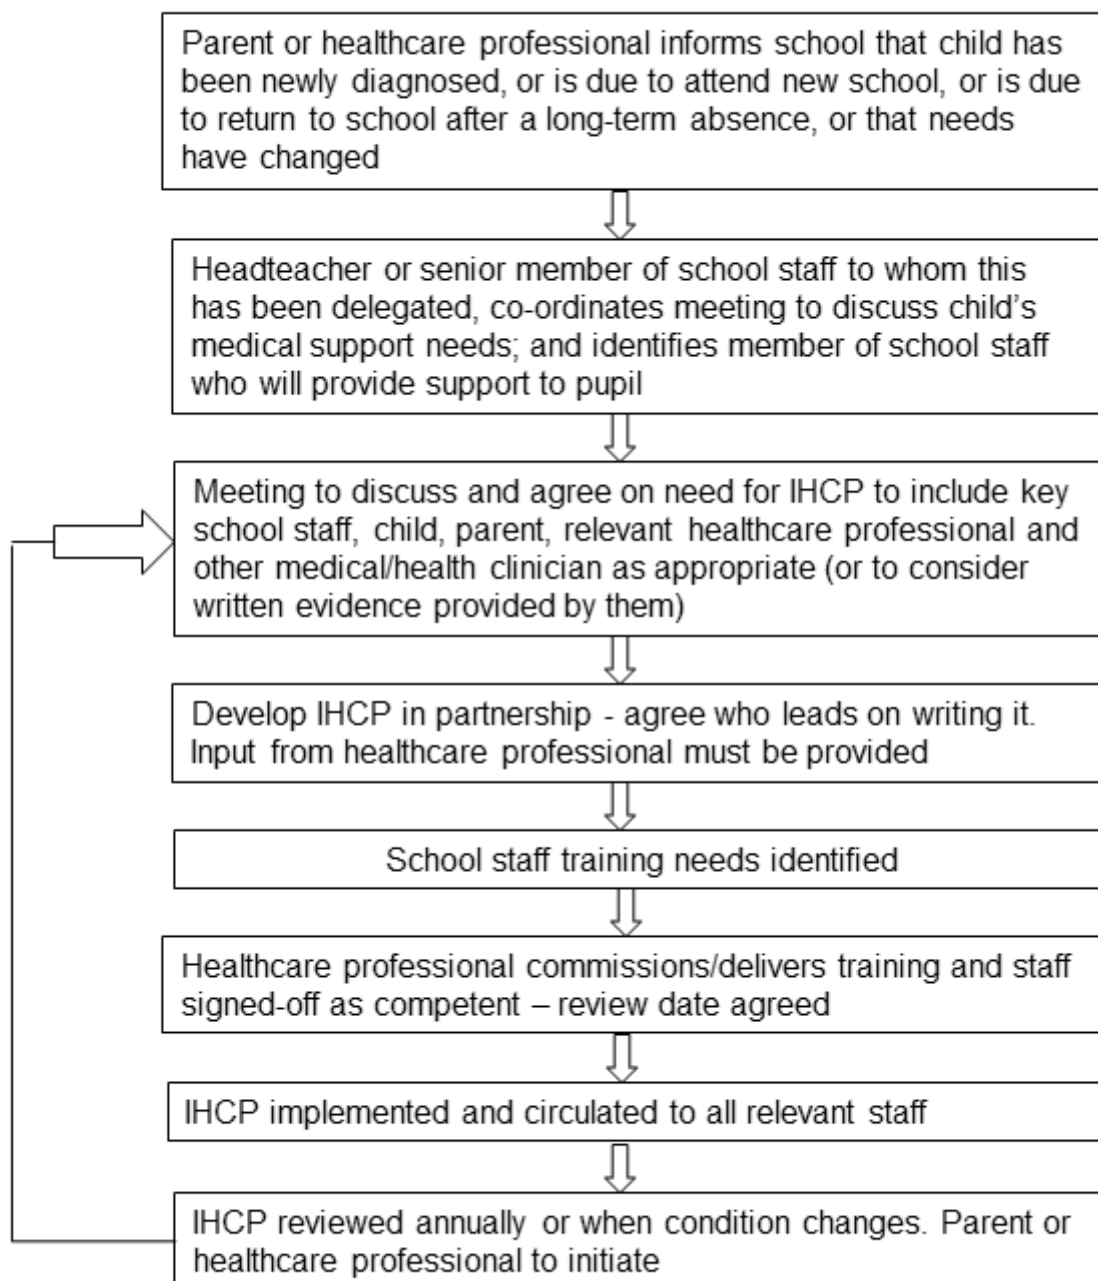 Parent or healthcare professional informs school that child has
been newly diagnosed, or is due to attend new school, or is due
to return to school after a long-term absence, or that needs
have changed
Headteacher or senior member of school staff to whom this
has been delegated, co-ordinates meeting to discuss child's
medical support needs; and identifies member of school staff
who will provide support to pupil
Meeting to discuss and agree on need for IHCP to include key
school staff, child, parent, relevant healthcare professional and
other medical/health clinician as appropriate (or to consider
written evidence provided by them)
Develop IHCP in partnership - agree who leads on writing it.
Input from healthcare professional must be provided
School staff training needs identified
Healthcare professional commissions/delivers training and staff
signed-off as competent – review date agreed
IHCP implemented and circulated to all relevant staff
IHCP reviewed annually or when condition changes. Parent or
healthcare professional to initiate